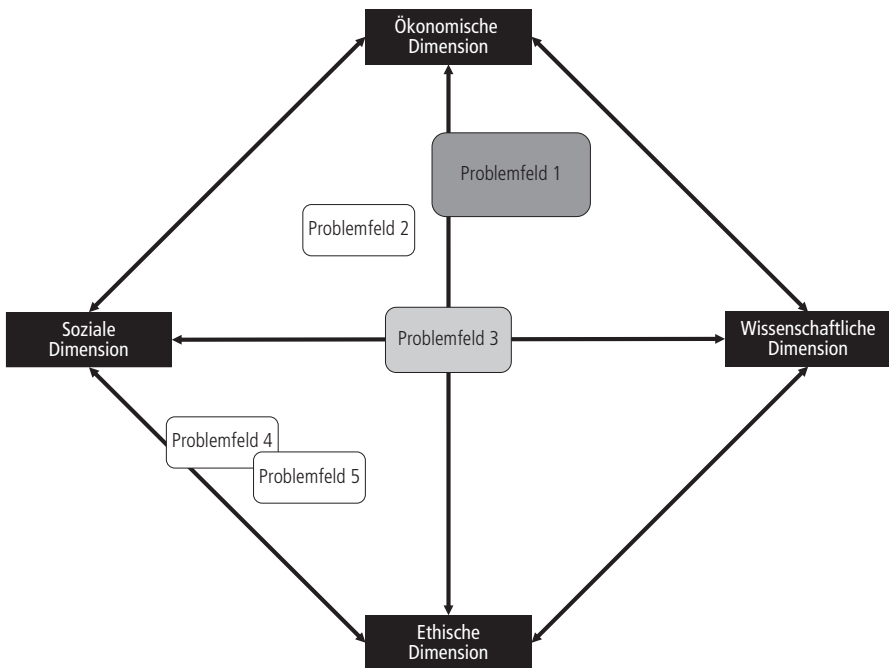 Ökonomische
Dimension
Problemfeld 1
Problemfeld 2
Soziale
Dimension
Problemfeld 3
Wissenschaftliche
Dimension
Problemfeld 4
Problemfeld 5
Ethische
Dimension